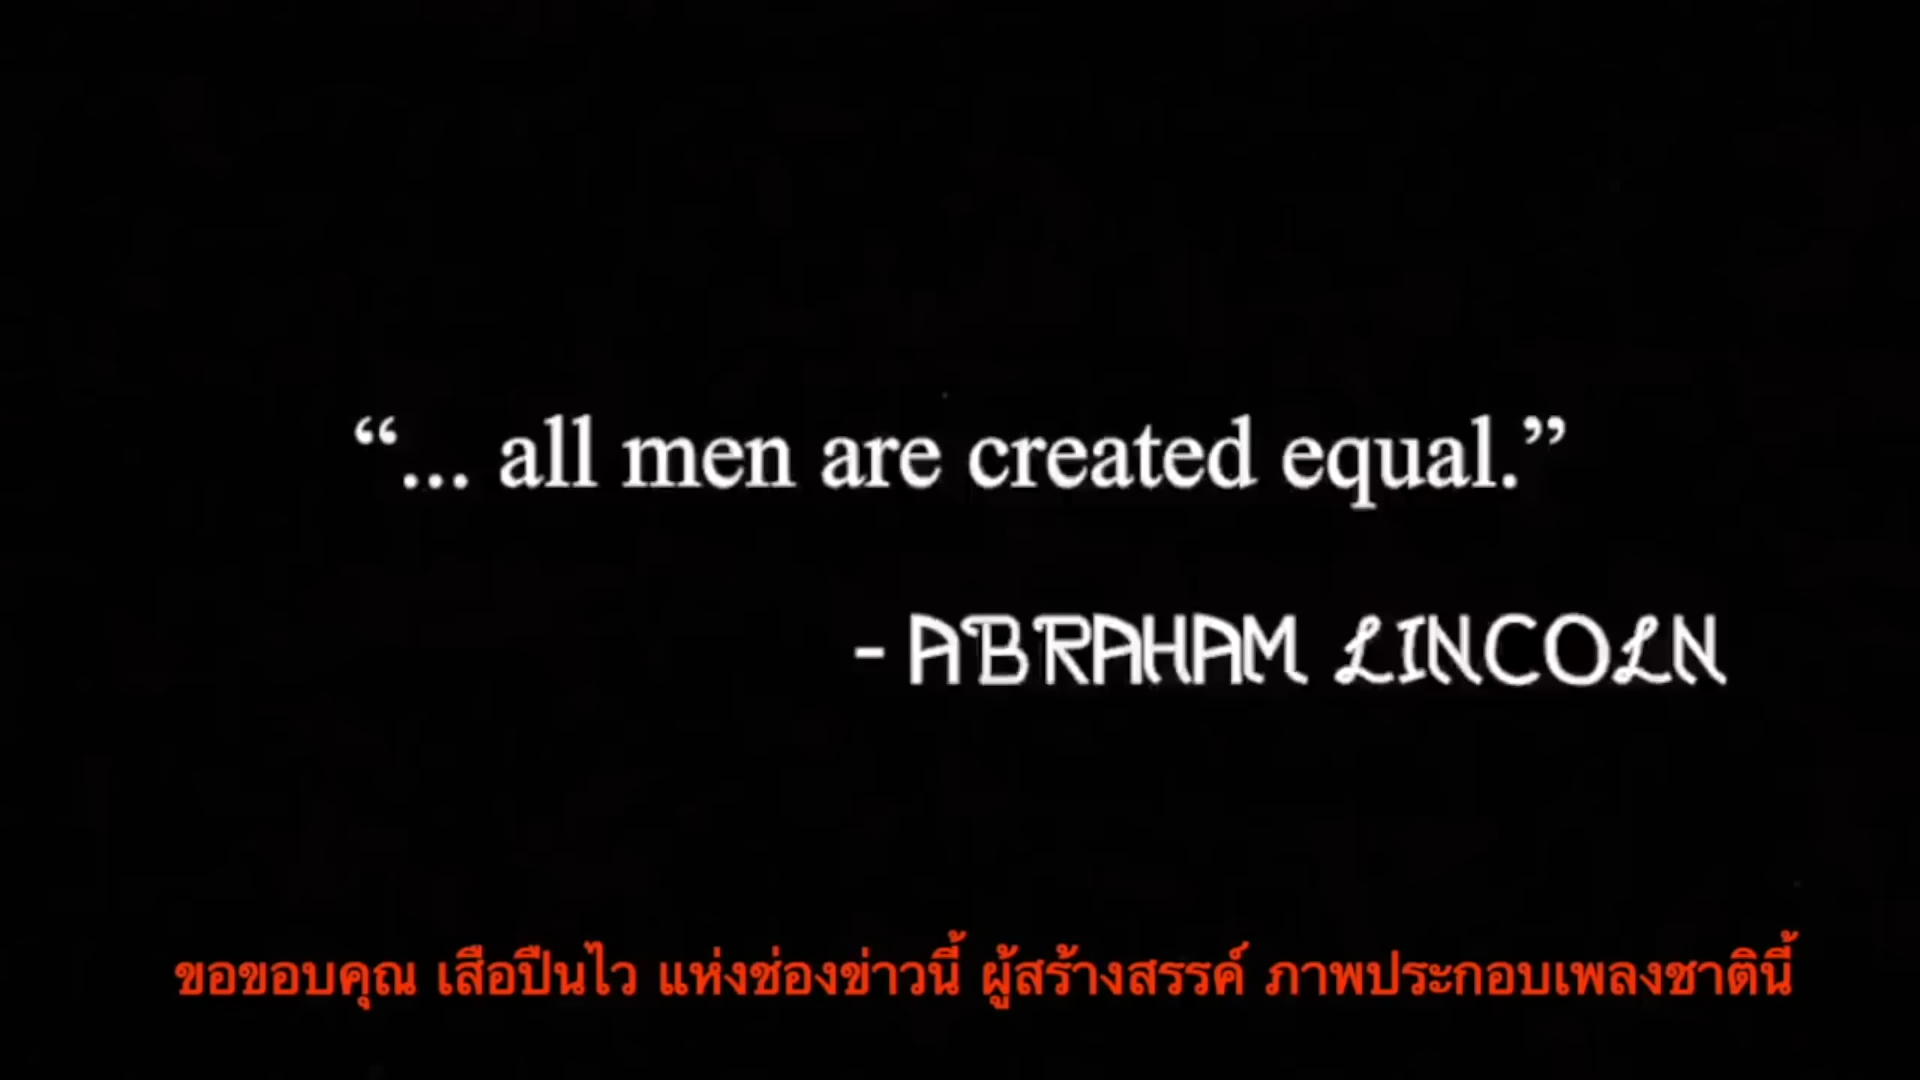 “... all men are created equal.”
- ABRAHAM LINCOLN
ขอขอบคุณ เสือปืนไว แห่งช่องข่าวนี้ ผู้สร้างสรรค์ ภาพประกอบเพลงชาตินี้